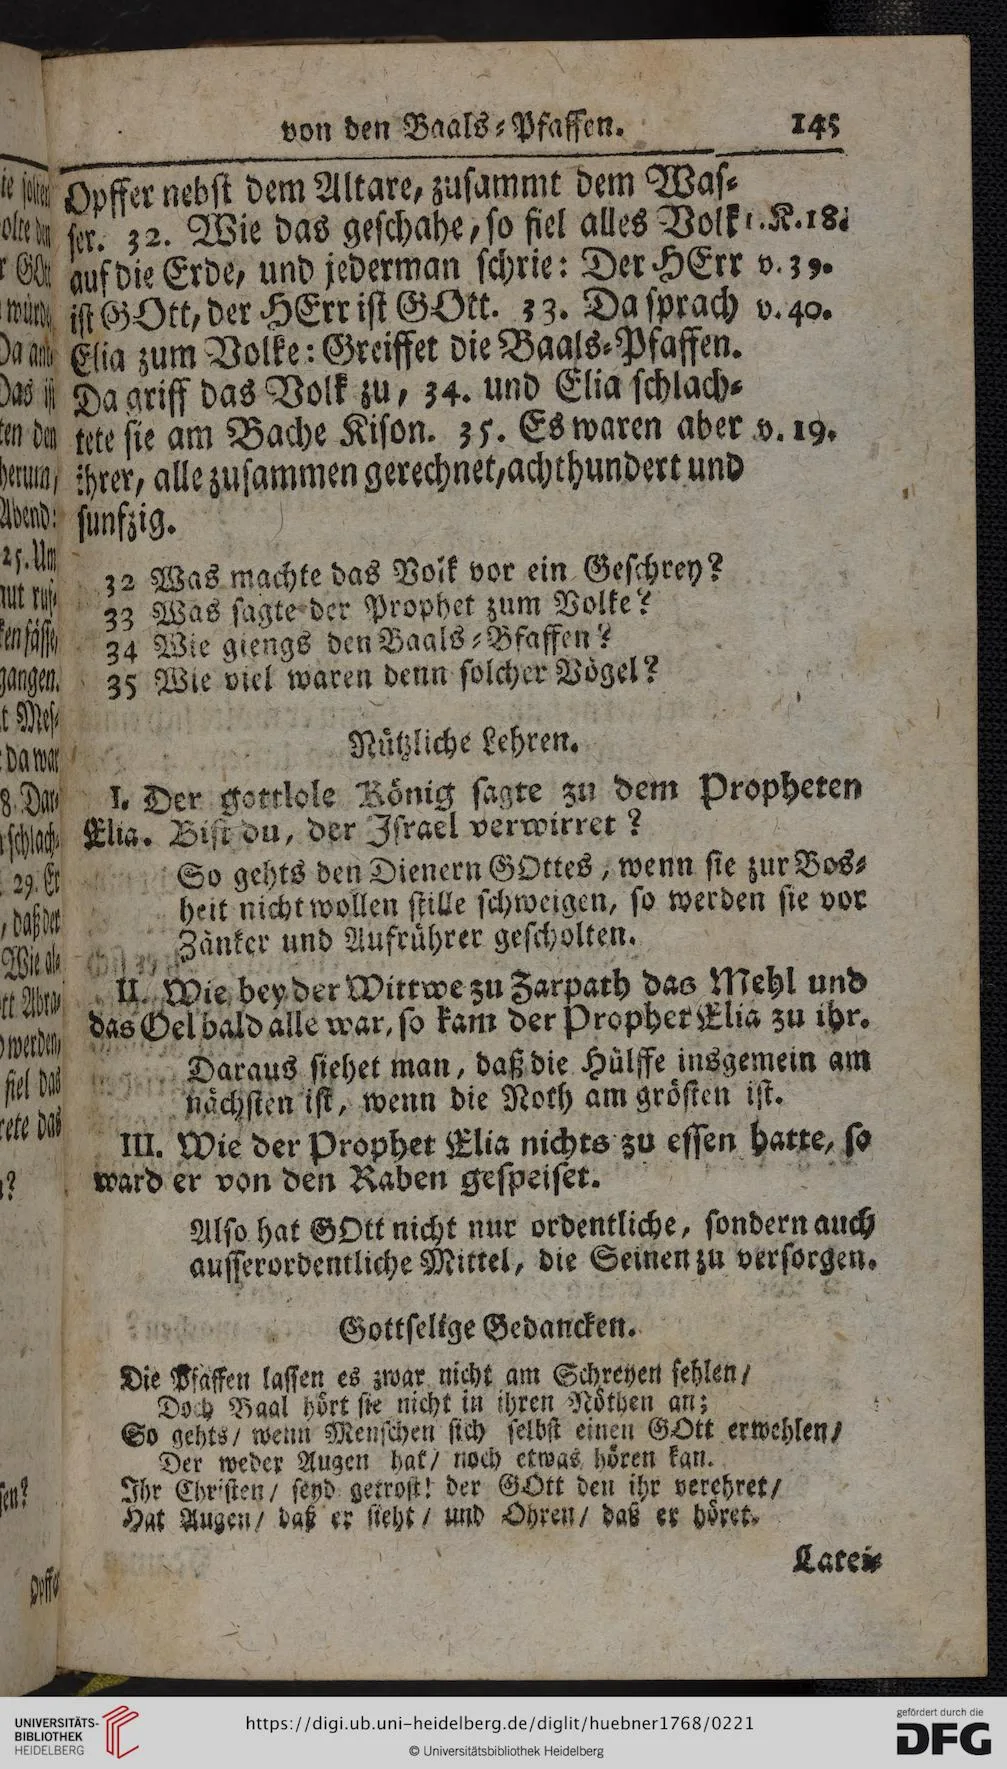 von den Baals-Pfaffen. 145
Opffer nebst dem Altare, zusammt dem Was-
ser. 32. Wie das geschahe, so fiel alles Volk 1. K. 18.
auf die Erde, und jederman schrie: Der HErr v. 39.
ist GOtt, der HErr ist GOtt. 33. Da sprach v. 40.
Elia zum Volke: Greiffet die Baals-Pfaffen.
Da griff das Volk zu, 34. und Elia schlach-
tete sie am Bache Kison. 35. Es waren aber v. 19.
ihrer, alle zusammen gerechnet, achthundert und
funfzig.
32 Was machte das Volk vor ein Geschrey?
33 Was sagte der Prophet zum Volke?
34 Wie giengs den Baals-Pfaffen?
35 Wie viel waren denn solcher Vögel?
Nützliche Lehren.
I. Der gottlose König sagte zu dem Propheten
Elia. Bist du, der Israel verwirret?
So gehts den Dienern GOttes, wenn sie zur Bos-
heit nicht wollen stille schweigen, so werden sie vor
Zänker und Aufrührer gescholten.
II. Wie bey der Wittwe zu Zarpath das Mehl und
das Oel bald alle war, so kam der Prophet Elia zu ihr.
Daraus siehet man, daß die Hülffe insgemein am
nächsten ist, wenn die Noth am grösten ist.
III. Wie der Prophet Elia nichts zu essen hatte, so
ward er von den Raben gespeiset.
Also hat GOtt nicht nur ordentliche, sondern auch
ausserordentliche Mittel, die Seinen zu versorgen.
Gottselige Gedancken.
Die Pfaffen lassen es zwar nicht am Schreyen fehlen/
Doch Baal hört sie nicht in ihren Nöthen an;
So gehts/ wenn Menschen sich selbst einen GOtt erwehlen/
Der weder Augen hat/ noch etwas hören kan.
Ihr Christen/ seyd getrost! der GOtt den ihr verehret/
Hat Augen/ daß er sieht/ und Ohren/ daß er höret.
Latei-
UNIVERSITÄTS-
BIBLIOTHEK
HEIDELBERG
https://digi.ub.uni-heidelberg.de/diglit/huebner1768/0221
© Universitätsbibliothek Heidelberg
gefördert durch die
DFG